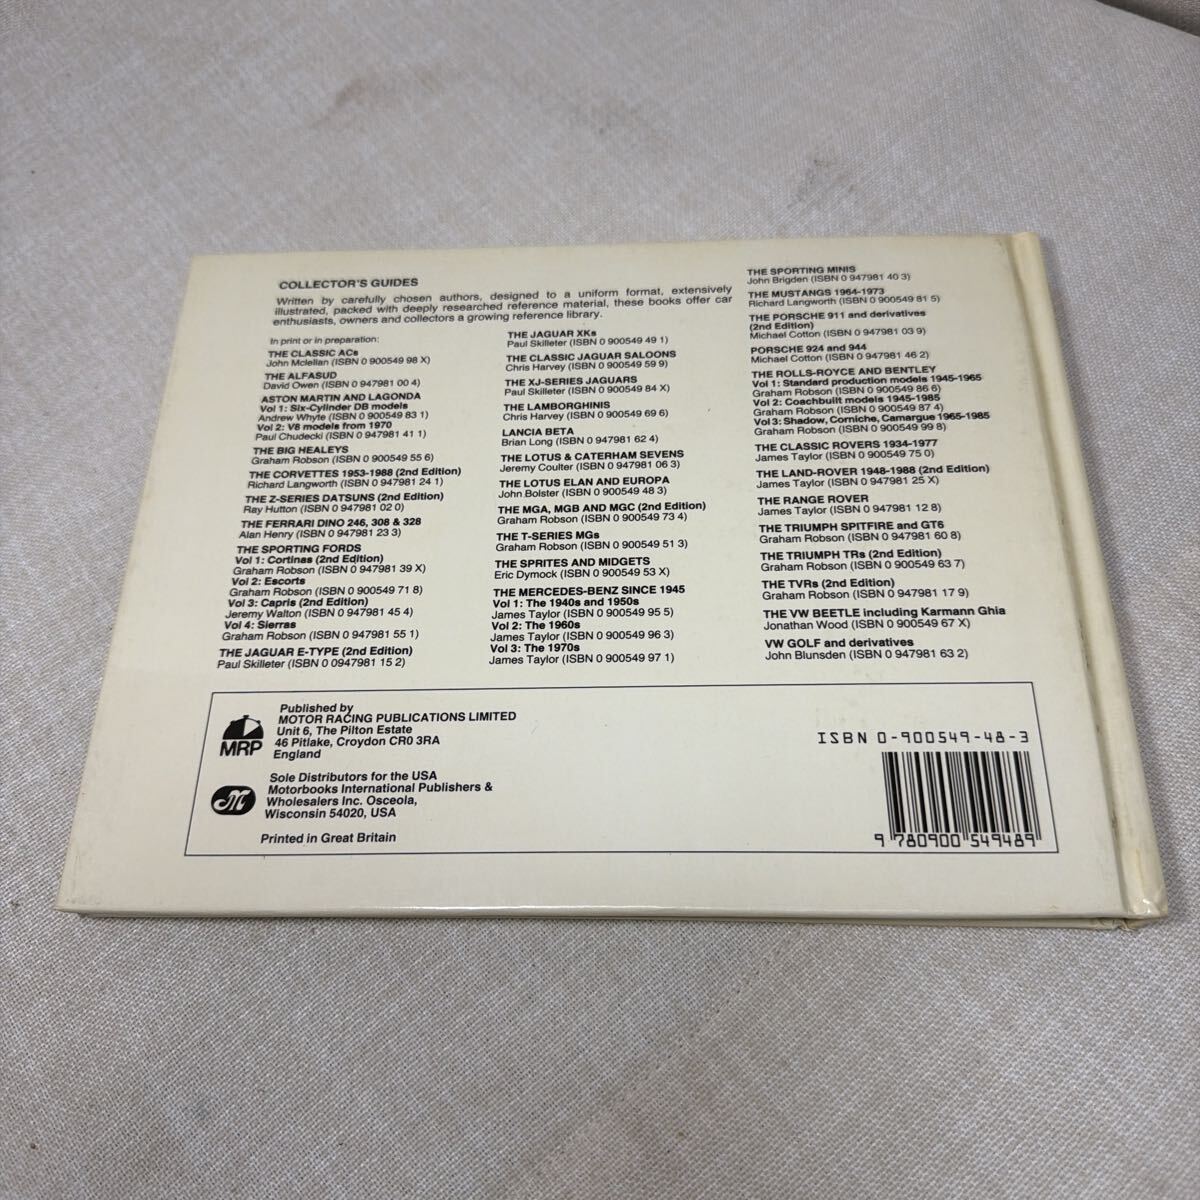 COLLECTOR'S GUIDES
Written by carefully chosen authors, designed to a uniform format, extensively
illustrated, packed with deeply researched reference material, these books offer car
enthusiasts, owners and collectors a growing reference library.
In print or in preparation:
THE CLASSIC ACs
John Mclellan (ISBN 0 900549 98 X)
THE ALFASUD
David Owen (ISBN 0 947981 00 4)
ASTON MARTIN AND LAGONDA
Vol 1: Six-Cylinder DB models
Andrew Whyte (ISBN 0 900549 83 1)
Vol 2: V8 models from 1970
Paul Chudecki (ISBN 0 947981 41 1)
THE BIG HEALEYS
Graham Robson (ISBN 0 900549 55 6)
THE CORVETTES 1953-1988 (2nd Edition)
Richard Langworth (ISBN 0 947981 24 1)
THE Z-SERIES DATSUNS (2nd Edition)
Ray Hutton (ISBN 0 947981 02 0)
THE FERRARI DINO 246, 308 & 328
Alan Henry (ISBN 0 947981 23 3)
THE SPORTING FORDS
Vol 1: Cortinas (2nd Edition)
Graham Robson (ISBN 0 947981 39 X)
Vol 2: Escorts
Graham Robson (ISBN 0 900549 71 8)
Vol 3: Capris (2nd Edition)
Jeremy Walton (ISBN 0 947981 45 4)
Vol 4: Sierras
Graham Robson (ISBN 0 947981 55 1)
THE JAGUAR E-TYPE (2nd Edition)
Paul Skilleter (ISBN 0 0947981 15 2)
THE JAGUAR XKs
Paul Skilleter (ISBN 0 900549 49 1)
THE CLASSIC JAGUAR SALOONS
Chris Harvey (ISBN 0 900549 59 9)
THE XJ-SERIES JAGUARS
Paul Skilleter (ISBN 0 900549 84 X)
THE LAMBORGHINIS
Chris Harvey (ISBN 0 900549 69 6)
LANCIA BETA
Brian Long (ISBN 0 947981 62 4)
THE LOTUS & CATERHAM SEVENS
Jeremy Coulter (ISBN 0 947981 06 3)
THE LOTUS ELAN AND EUROPA
John Bolster (ISBN 0 900549 48 3)
THE MGA, MGB AND MGC (2nd Edition)
Graham Robson (ISBN 0 900549 73 4)
THE T-SERIES MGs
Graham Robson (ISBN 0 900549 51 3)
THE SPRITES AND MIDGETS
Eric Dymock (ISBN 0 900549 53 X)
THE MERCEDES-BENZ SINCE 1945
Vol 1: The 1940s and 1950s
James Taylor (ISBN 0 900549 95 5)
Vol 2: The 1960s
James Taylor (ISBN 0 900549 96 3)
Vol 3: The 1970s
James Taylor (ISBN 0 900549 97 1)
THE SPORTING MINIS
John Brigden (ISBN 0 947981 40 3)
THE MUSTANGS 1964-1973
Richard Langworth (ISBN 0 900549 81 5)
THE PORSCHE 911 and derivatives
(2nd Edition)
Michael Cotton (ISBN 0 947981 03 9)
PORSCHE 924 and 944
Michael Cotton (ISBN 0 947981 46 2)
THE ROLLS-ROYCE AND BENTLEY
Vol 1: Standard production models 1945-1965
Graham Robson (ISBN 0 900549 86 6)
Vol 2: Coachbuilt models 1945-1985
Graham Robson (ISBN 0 900549 87 4)
Vol 3: Shadow, Corniche, Camargue 1965-1985
Graham Robson (ISBN 0 900549 99 8)
THE CLASSIC ROVERS 1934-1977
James Taylor (ISBN 0 900549 75 0)
THE LAND-ROVER 1948-1988 (2nd Edition)
James Taylor (ISBN 0 947981 25 X)
THE RANGE ROVER
James Taylor (ISBN 0 947981 12 8)
THE TRIUMPH SPITFIRE and GT6
Graham Robson (ISBN 0 947981 60 8)
THE TRIUMPH TRs (2nd Edition)
Graham Robson (ISBN 0 900549 63 7)
THE TVRs (2nd Edition)
Graham Robson (ISBN 0 947981 17 9)
THE VW BEETLE including Karmann Ghia
Jonathan Wood (ISBN 0 900549 67 X)
VW GOLF and derivatives
John Blunsden (ISBN 0 947981 63 2)
MRP
Published by
MOTOR RACING PUBLICATIONS LIMITED
Unit 6, The Pilton Estate
46 Pitlake, Croydon CR0 3RA
England
M
Sole Distributors for the USA
Motorbooks International Publishers &
Wholesalers Inc. Osceola,
Wisconsin 54020, USA
Printed in Great Britain
ISBN 0-900549-48-3
9 780900 549489